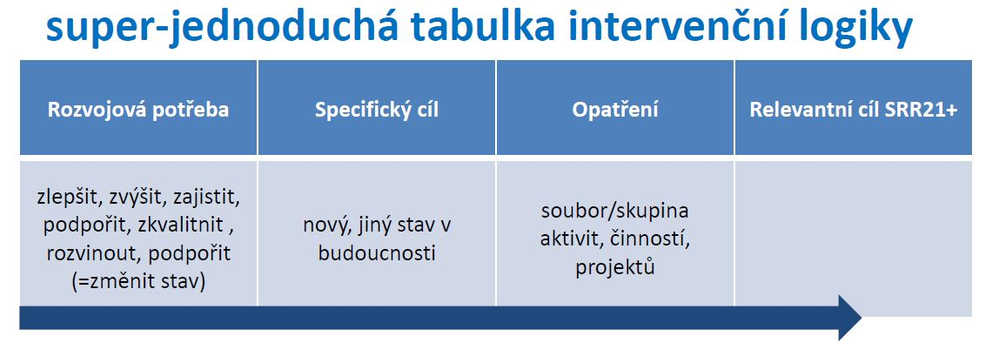 super-jednoduchá tabulka intervenční logiky
Rozvojová potřeba
Specifický cíl
Opatření
Relevantní cíl SRR21+
zlepšit, zvýšit, zajistit,
podpořit, zkvalitnit ,
rozvinout, podpořit
(=změnit stav)
nový, jiný stav v
budoucnosti
soubor/skupina
aktivit, činností,
projektů